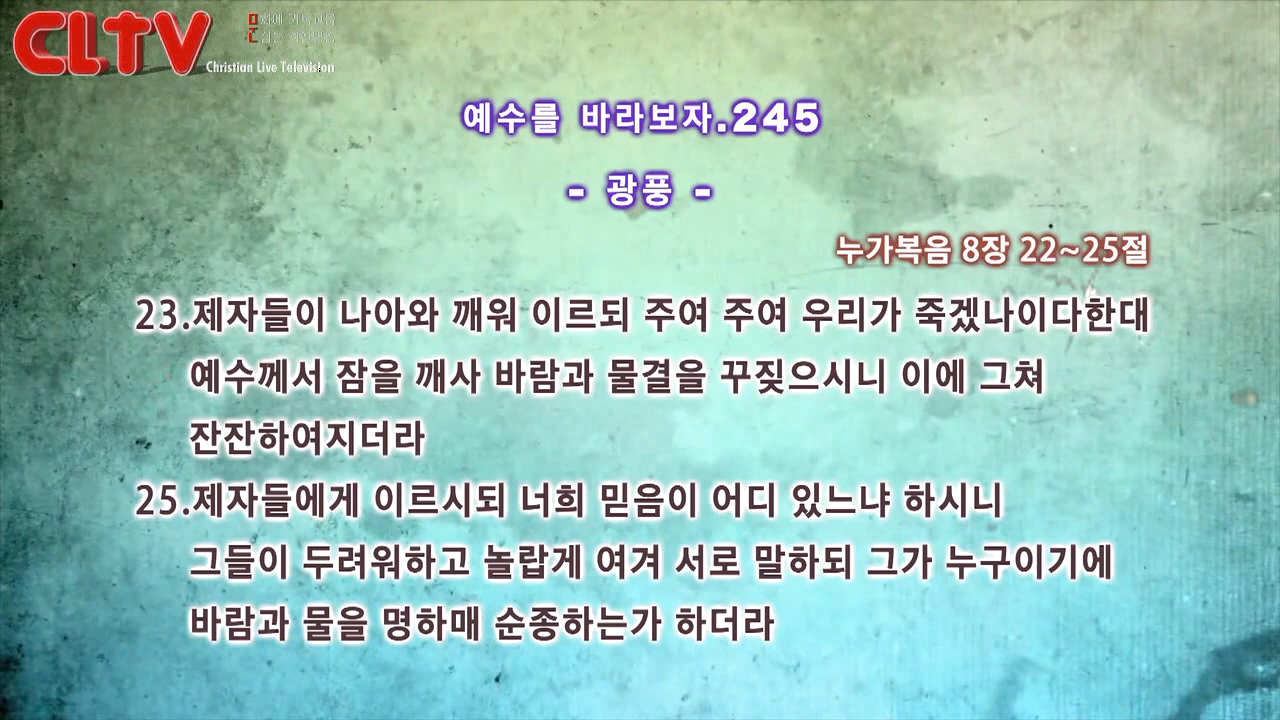 CLTV
Christian Live Television
예수를 바라보자.245
- 광풍 -
누가복음 8장 22~25절
23.제자들이 나아와 깨워 이르되 주여 주여 우리가 죽겠나이다한대
예수께서 잠을 깨사 바람과 물결을 꾸짖으시니 이에 그쳐
잔잔하여지더라
25.제자들에게 이르시되 너희 믿음이 어디 있느냐 하시니
그들이 두려워하고 놀랍게 여겨 서로 말하되 그가 누구이기에
바람과 물을 명하매 순종하는가 하더라